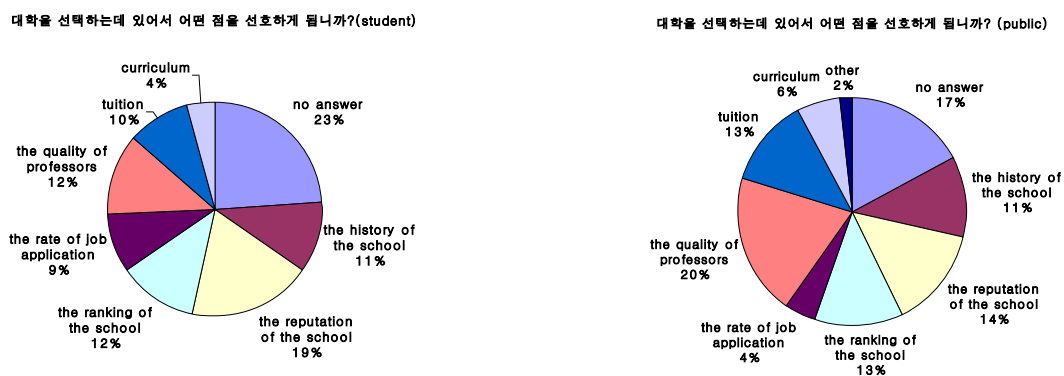 대학을 선택하는데 있어서 어떤 점을 선호하게 됩니까?(student)
curriculum
4%
tuition
10%
no answer
23%
the quality of
professors
12%
the history of
the school
11%
the rate of job
application
9%
the ranking of
the school
12%
the reputation
of the school
19%
대학을 선택하는데 있어서 어떤 점을 선호하게 됩니까? (public)
other
2%
curriculum
6%
no answer
17%
tuition
13%
the history of
the school
11%
the quality of
professors
20%
the reputation
of the school
14%
the rate of job
application
4%
the ranking of
the school
13%